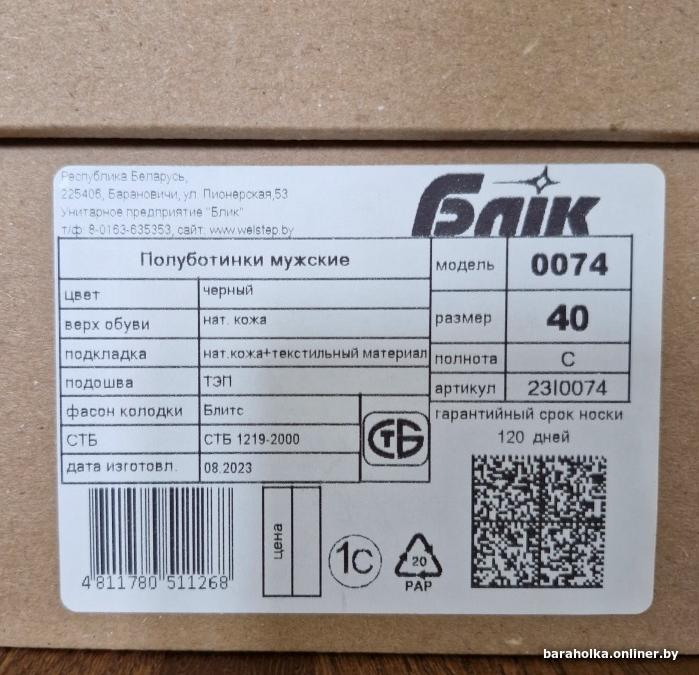 Республика Беларусь,
225406, Барановичи, ул. Пионерская,53
Унитарное предприятие "Блик"
т/ф: 8-0163-635353, сайт: www.welstep.by
Блiк
Полуботинки мужские
цвет черный
верх обуви нат. кожа
подкладка нат.кожа+текстильный материал
подошва ТЭП
фасон колодки Блитс
СТБ СТБ 1219-2000
дата изготовл. 08.2023
СТБ
модель 0074
размер 40
полнота С
артикул 23I0074
гарантийный срок носки
120 дней
4 811780 511268
цена
1С
20
PAP
baraholka.onliner.by